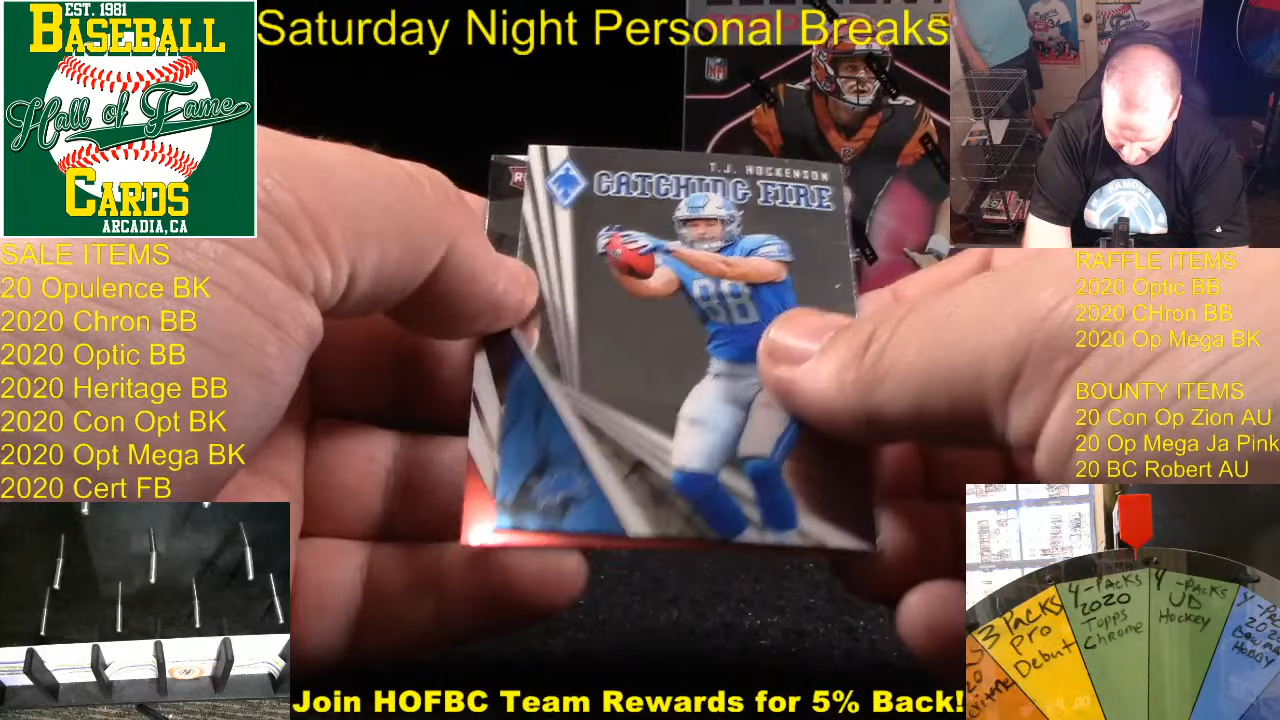 EST. 1981
BASEBALL
Hall of Fame
CARDS
ARCADIA, CA
Saturday Night Personal Breaks
SALE ITEMS
20 Opulence BK
2020 Chron BB
2020 Optic BB
2020 Heritage BB
2020 Con Opt BK
2020 Opt Mega BK
2020 Cert FB
NFL
T.J. HOCKENSON
CATCHING FIRE
88
RAFFLE ITEMS
2020 Optic BB
2020 CHron BB
2020 Op Mega BK
BOUNTY ITEMS
20 Con Op Zion AU
20 Op Mega Ja Pink
20 BC Robert AU
3 PACKS
Pro
Debut
4-PACKS
2020
Topps
Chrome
4-PACKS
UD
Hockey
Join HOFBC Team Rewards for 5% Back!